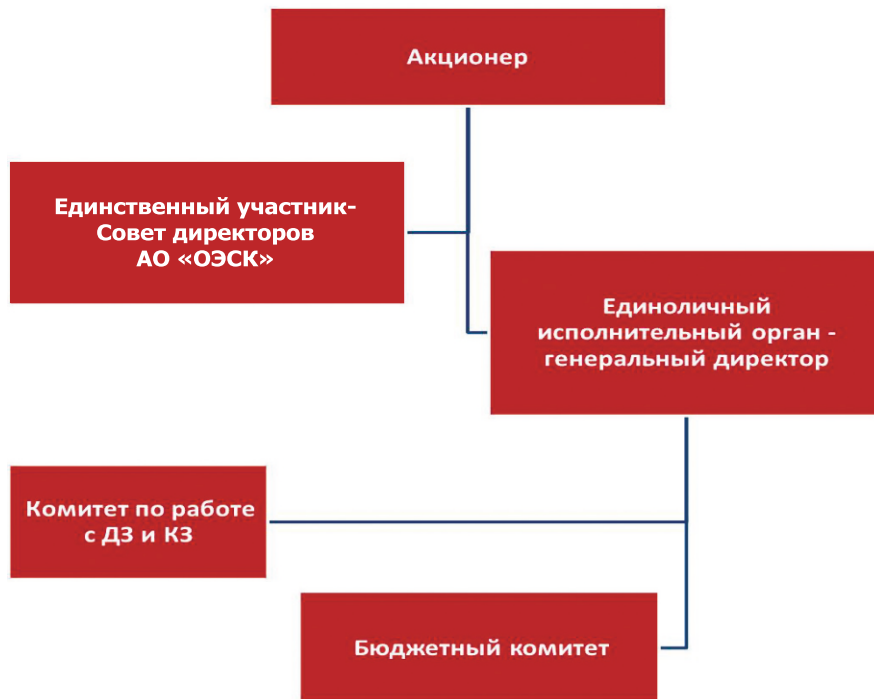 Акционер
Единственный участник-
Совет директоров
АО «ОЭСК»
Единоличный
исполнительный орган -
генеральный директор
Комитет по работе
с ДЗ и КЗ
Бюджетный комитет